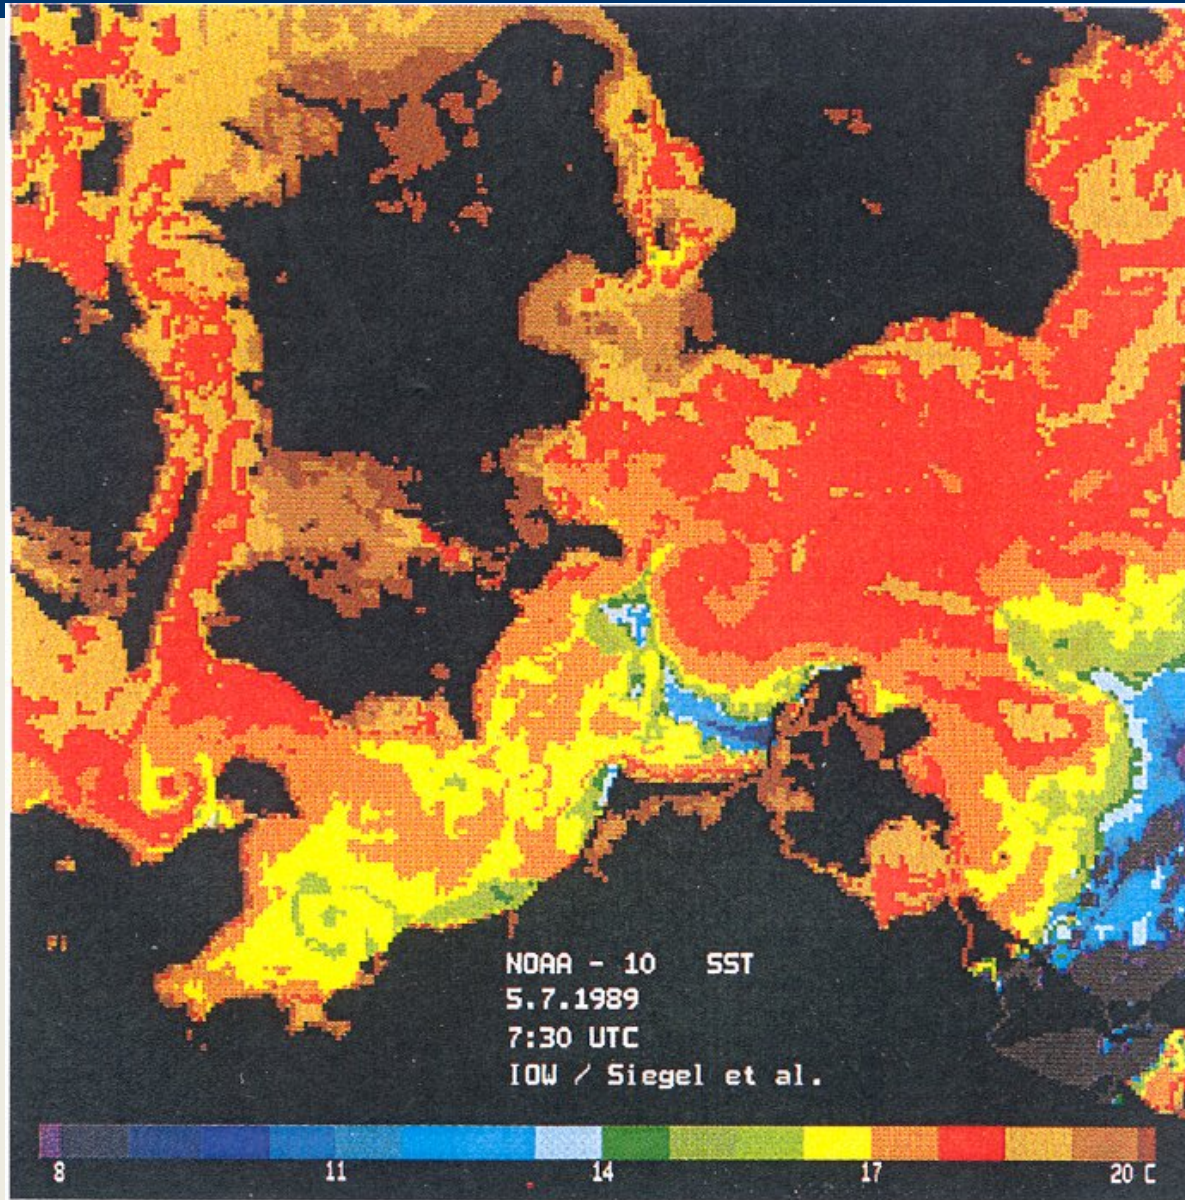 NOAA - 10 SST
5.7.1989
7:30 UTC
IOW / Siegel et al.
8 11 14 17 20 C